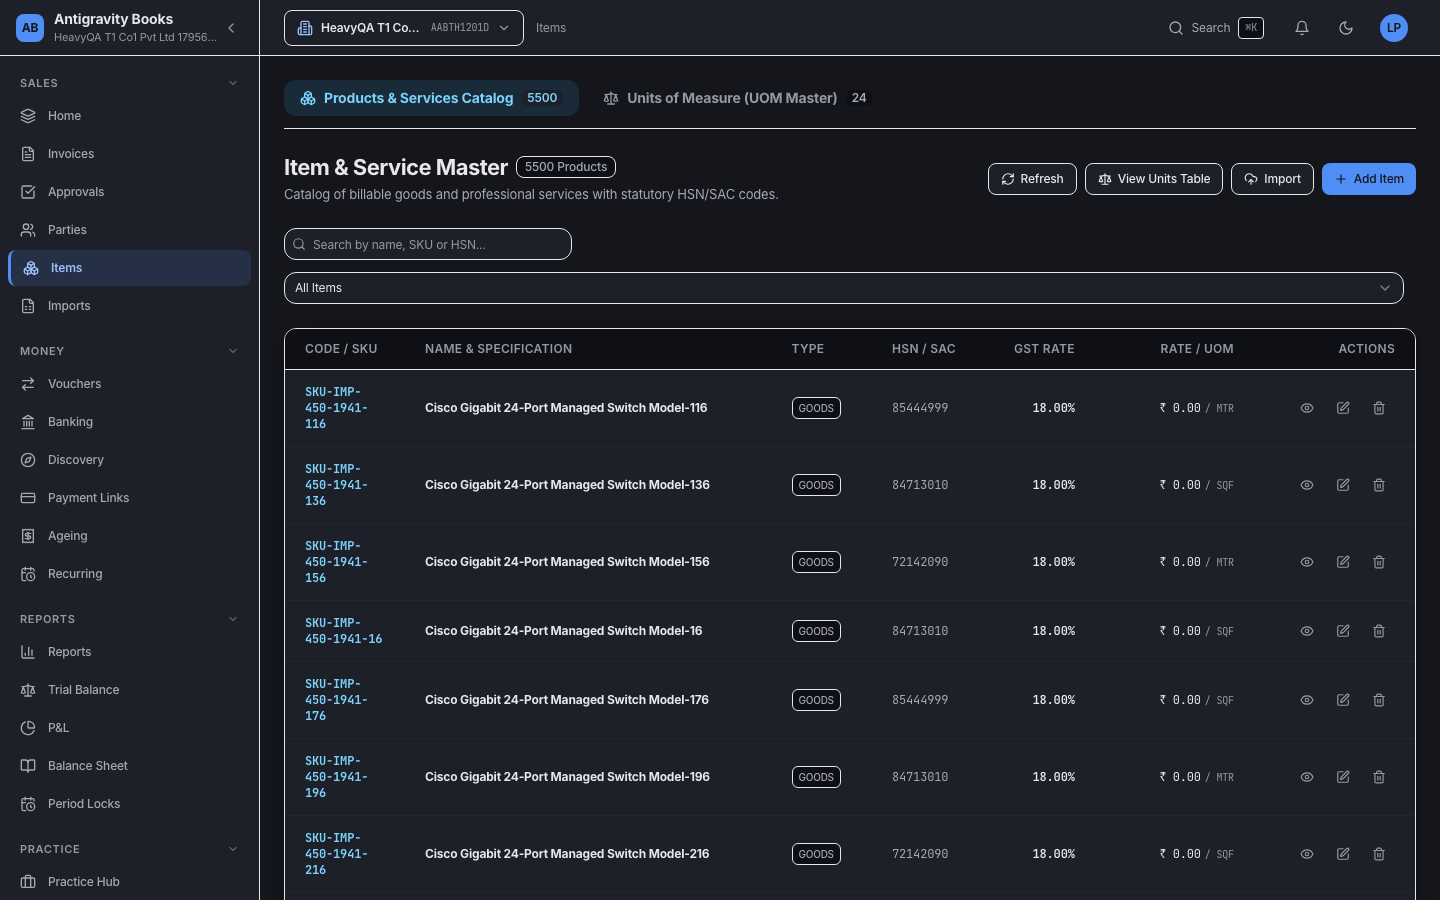 AB
Antigravity Books
HeavyQA T1 Co1 Pvt Ltd 17956...
HeavyQA T1 Co... AABTH1201D
Items
Search ⌘K
LP
SALES
Home
Invoices
Approvals
Parties
Items
Imports
MONEY
Vouchers
Banking
Discovery
Payment Links
Ageing
Recurring
REPORTS
Reports
Trial Balance
P&L
Balance Sheet
Period Locks
PRACTICE
Practice Hub
Products & Services Catalog 5500
Units of Measure (UOM Master) 24
Item & Service Master 5500 Products
Catalog of billable goods and professional services with statutory HSN/SAC codes.
Refresh
View Units Table
Import
Add Item
Search by name, SKU or HSN...
All Items
CODE / SKU NAME & SPECIFICATION TYPE HSN / SAC GST RATE RATE / UOM ACTIONS
SKU-IMP-
450-1941-
116
Cisco Gigabit 24-Port Managed Switch Model-116 GOODS 85444999 18.00% ₹ 0.00 / MTR
SKU-IMP-
450-1941-
136
Cisco Gigabit 24-Port Managed Switch Model-136 GOODS 84713010 18.00% ₹ 0.00 / SQF
SKU-IMP-
450-1941-
156
Cisco Gigabit 24-Port Managed Switch Model-156 GOODS 72142090 18.00% ₹ 0.00 / MTR
SKU-IMP-
450-1941-16
Cisco Gigabit 24-Port Managed Switch Model-16 GOODS 84713010 18.00% ₹ 0.00 / SQF
SKU-IMP-
450-1941-
176
Cisco Gigabit 24-Port Managed Switch Model-176 GOODS 85444999 18.00% ₹ 0.00 / SQF
SKU-IMP-
450-1941-
196
Cisco Gigabit 24-Port Managed Switch Model-196 GOODS 84713010 18.00% ₹ 0.00 / MTR
SKU-IMP-
450-1941-
216
Cisco Gigabit 24-Port Managed Switch Model-216 GOODS 72142090 18.00% ₹ 0.00 / SQF